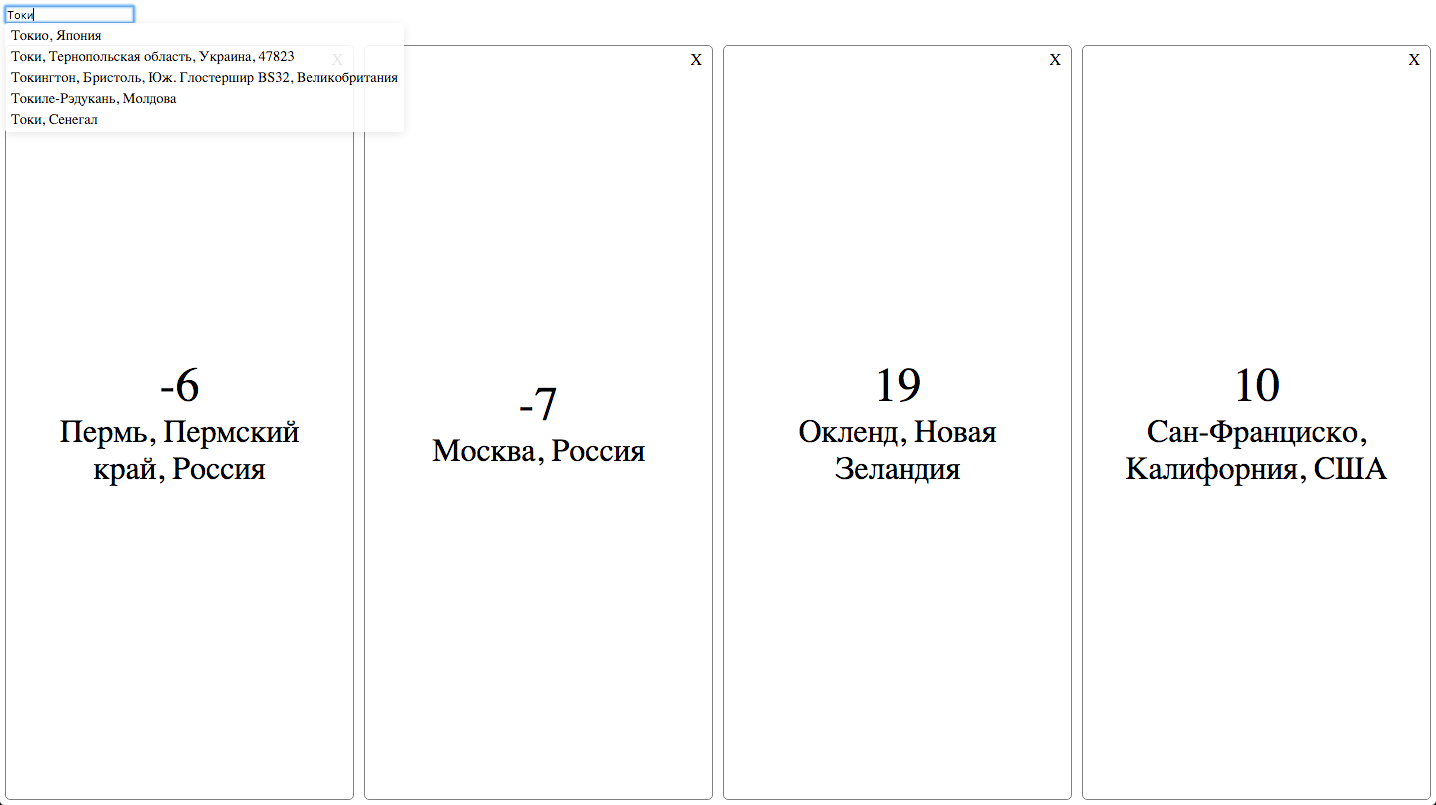 Токи
Токио, Япония
Токи, Тернопольская область, Украина, 47823
Токингтон, Бристоль, Юж. Глостершир BS32, Великобритания
Токиле-Рэдукань, Молдова
Токи, Сенегал
X
-6
Пермь, Пермский
край, Россия
X
-7
Москва, Россия
X
19
Окленд, Новая
Зеландия
X
10
Сан-Франциско,
Калифорния, США